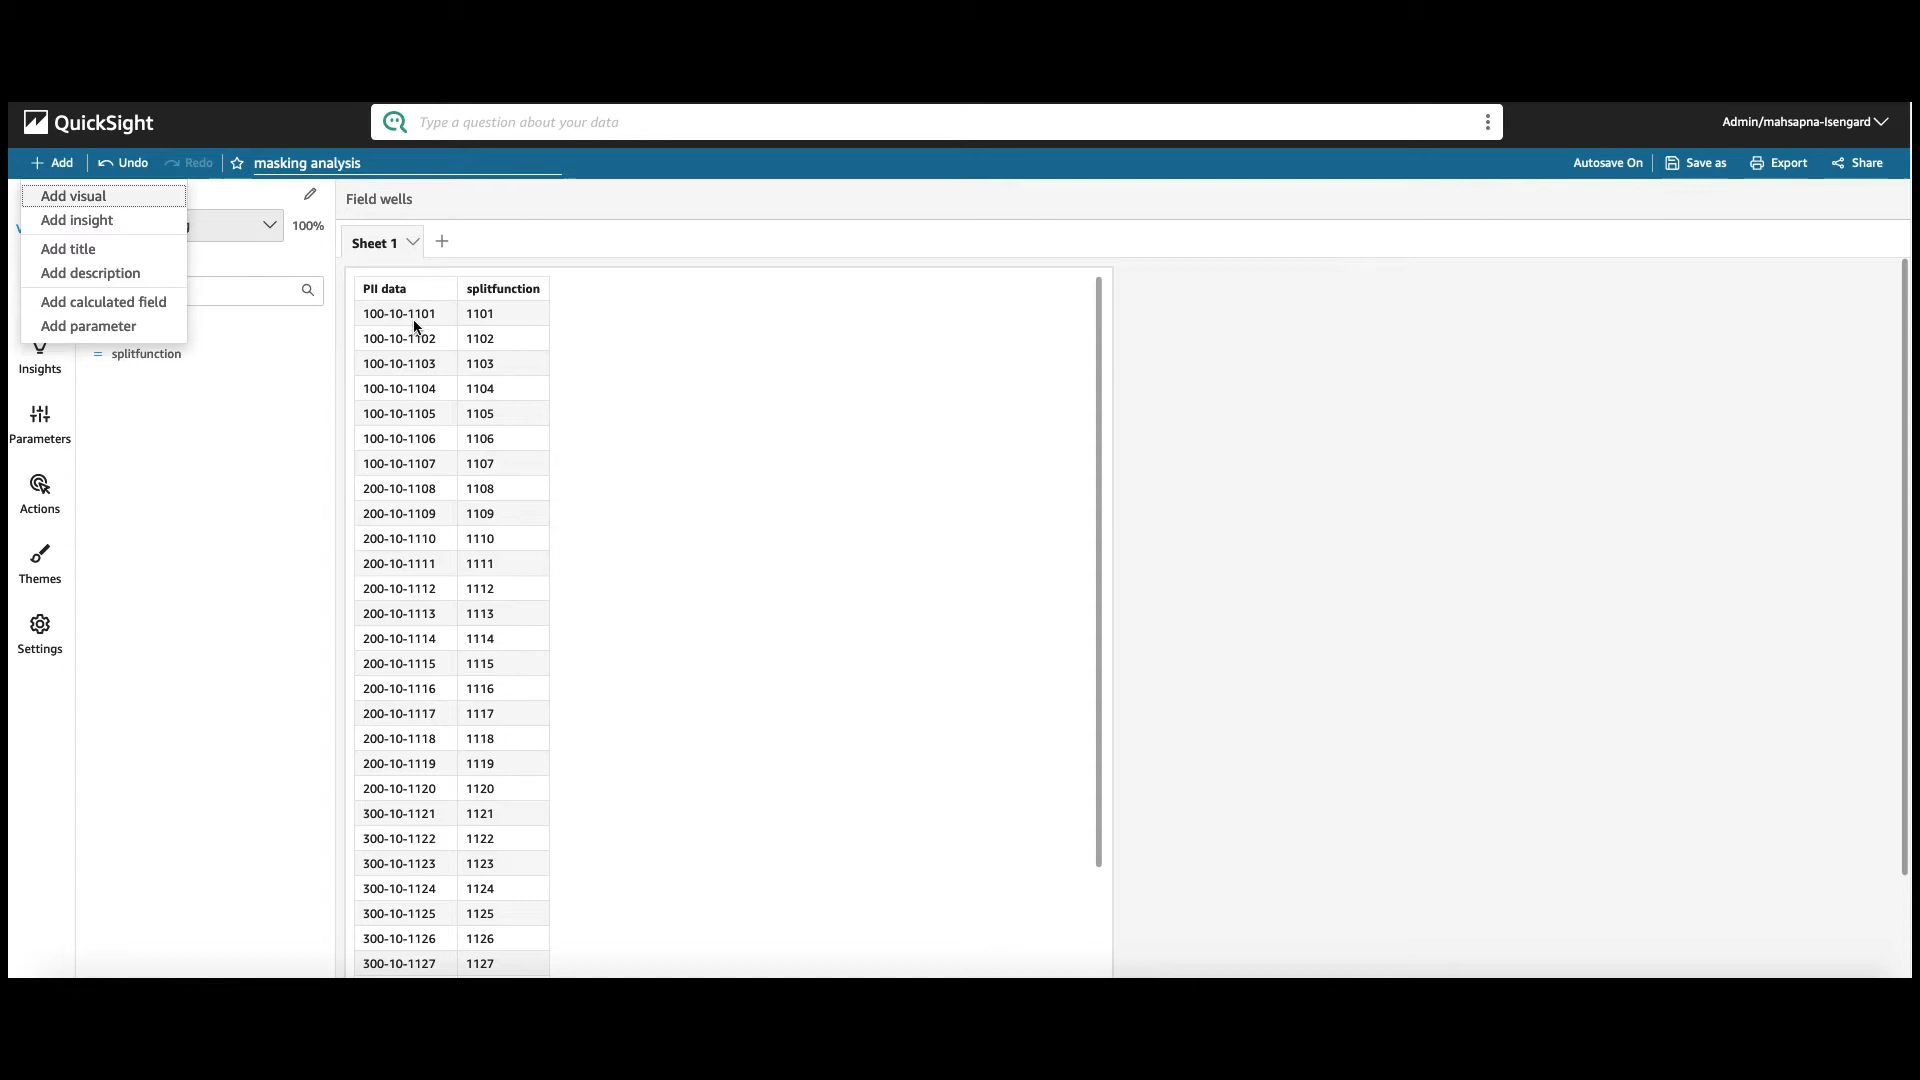 QuickSight
Type a question about your data
Admin/mahsapna-Isengard
+ Add
Undo
Redo
masking analysis
Autosave On
Save as
Export
Share
Add visual
Add insight
Add title
Add description
Add calculated field
Add parameter
100%
splitfunction
Insights
Parameters
Actions
Themes
Settings
Field wells
Sheet 1
PII data splitfunction
100-10-1101 1101
100-10-1102 1102
100-10-1103 1103
100-10-1104 1104
100-10-1105 1105
100-10-1106 1106
100-10-1107 1107
200-10-1108 1108
200-10-1109 1109
200-10-1110 1110
200-10-1111 1111
200-10-1112 1112
200-10-1113 1113
200-10-1114 1114
200-10-1115 1115
200-10-1116 1116
200-10-1117 1117
200-10-1118 1118
200-10-1119 1119
200-10-1120 1120
300-10-1121 1121
300-10-1122 1122
300-10-1123 1123
300-10-1124 1124
300-10-1125 1125
300-10-1126 1126
300-10-1127 1127